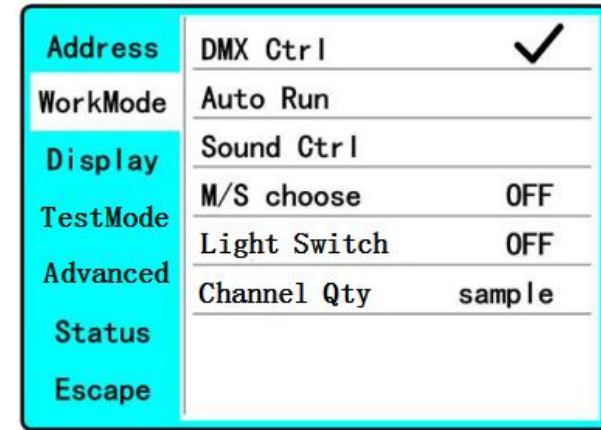 Address
WorkMode
Display
TestMode
Advanced
Status
Escape
DMX Ctrl
Auto Run
Sound Ctrl
M/S choose OFF
Light Switch OFF
Channel Qty sample